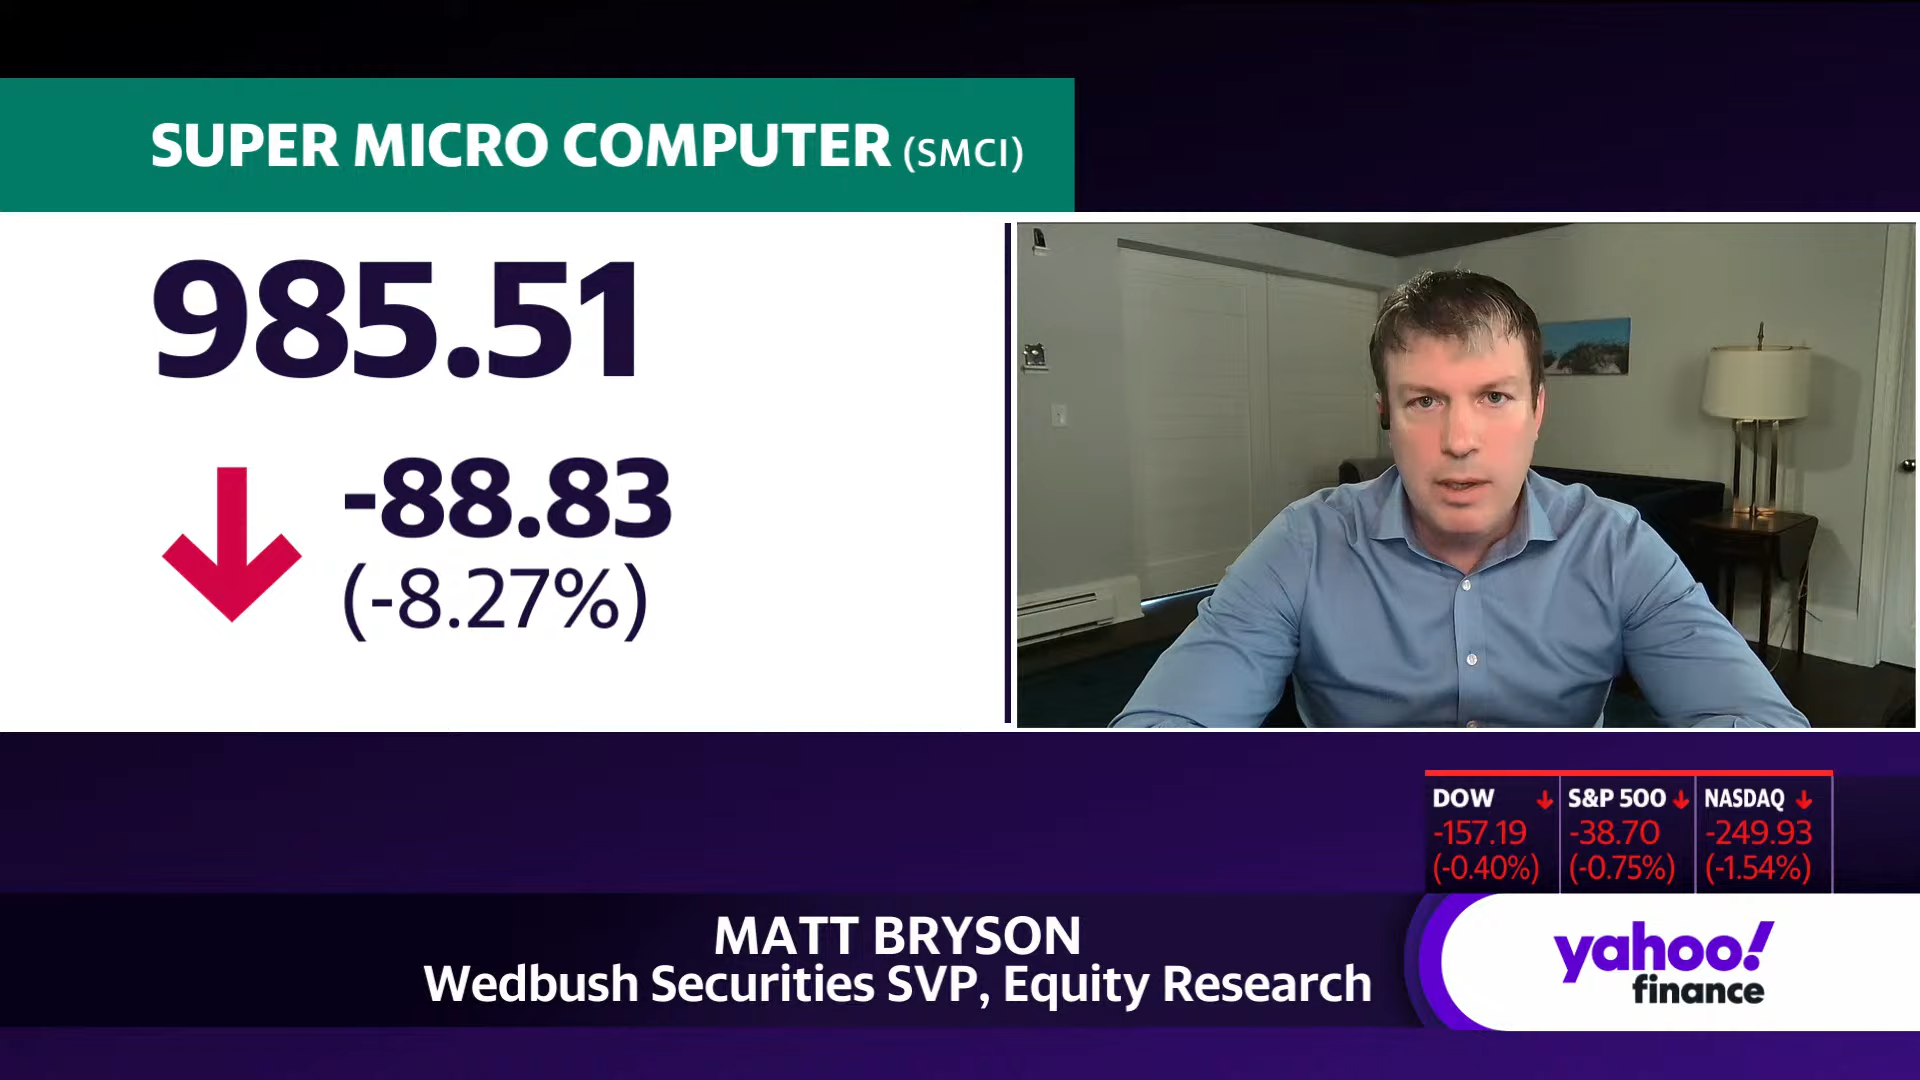 SUPER MICRO COMPUTER (SMCI)
985.51
-88.83
(-8.27%)
DOW
-157.19
(-0.40%)
S&P 500
-38.70
(-0.75%)
NASDAQ
-249.93
(-1.54%)
MATT BRYSON
Wedbush Securities SVP, Equity Research
yahoo!
finance